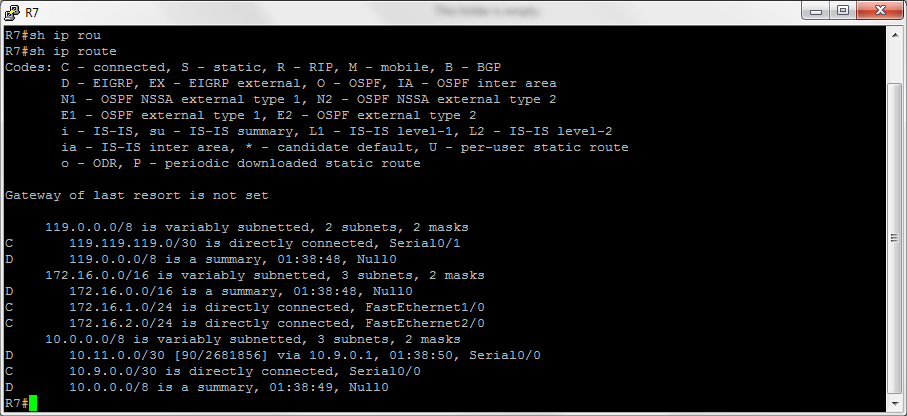 R7
R7#sh ip rou
R7#sh ip route
Codes: C - connected, S - static, R - RIP, M - mobile, B - BGP
       D - EIGRP, EX - EIGRP external, O - OSPF, IA - OSPF inter area
       N1 - OSPF NSSA external type 1, N2 - OSPF NSSA external type 2
       E1 - OSPF external type 1, E2 - OSPF external type 2
       i - IS-IS, su - IS-IS summary, L1 - IS-IS level-1, L2 - IS-IS level-2
       ia - IS-IS inter area, * - candidate default, U - per-user static route
       o - ODR, P - periodic downloaded static route
Gateway of last resort is not set
     119.0.0.0/8 is variably subnetted, 2 subnets, 2 masks
C       119.119.119.0/30 is directly connected, Serial0/1
D       119.0.0.0/8 is a summary, 01:38:48, Null0
     172.16.0.0/16 is variably subnetted, 3 subnets, 2 masks
D       172.16.0.0/16 is a summary, 01:38:48, Null0
C       172.16.1.0/24 is directly connected, FastEthernet1/0
C       172.16.2.0/24 is directly connected, FastEthernet2/0
     10.0.0.0/8 is variably subnetted, 3 subnets, 2 masks
D       10.11.0.0/30 [90/2681856] via 10.9.0.1, 01:38:50, Serial0/0
C       10.9.0.0/30 is directly connected, Serial0/0
D       10.0.0.0/8 is a summary, 01:38:49, Null0
R7#